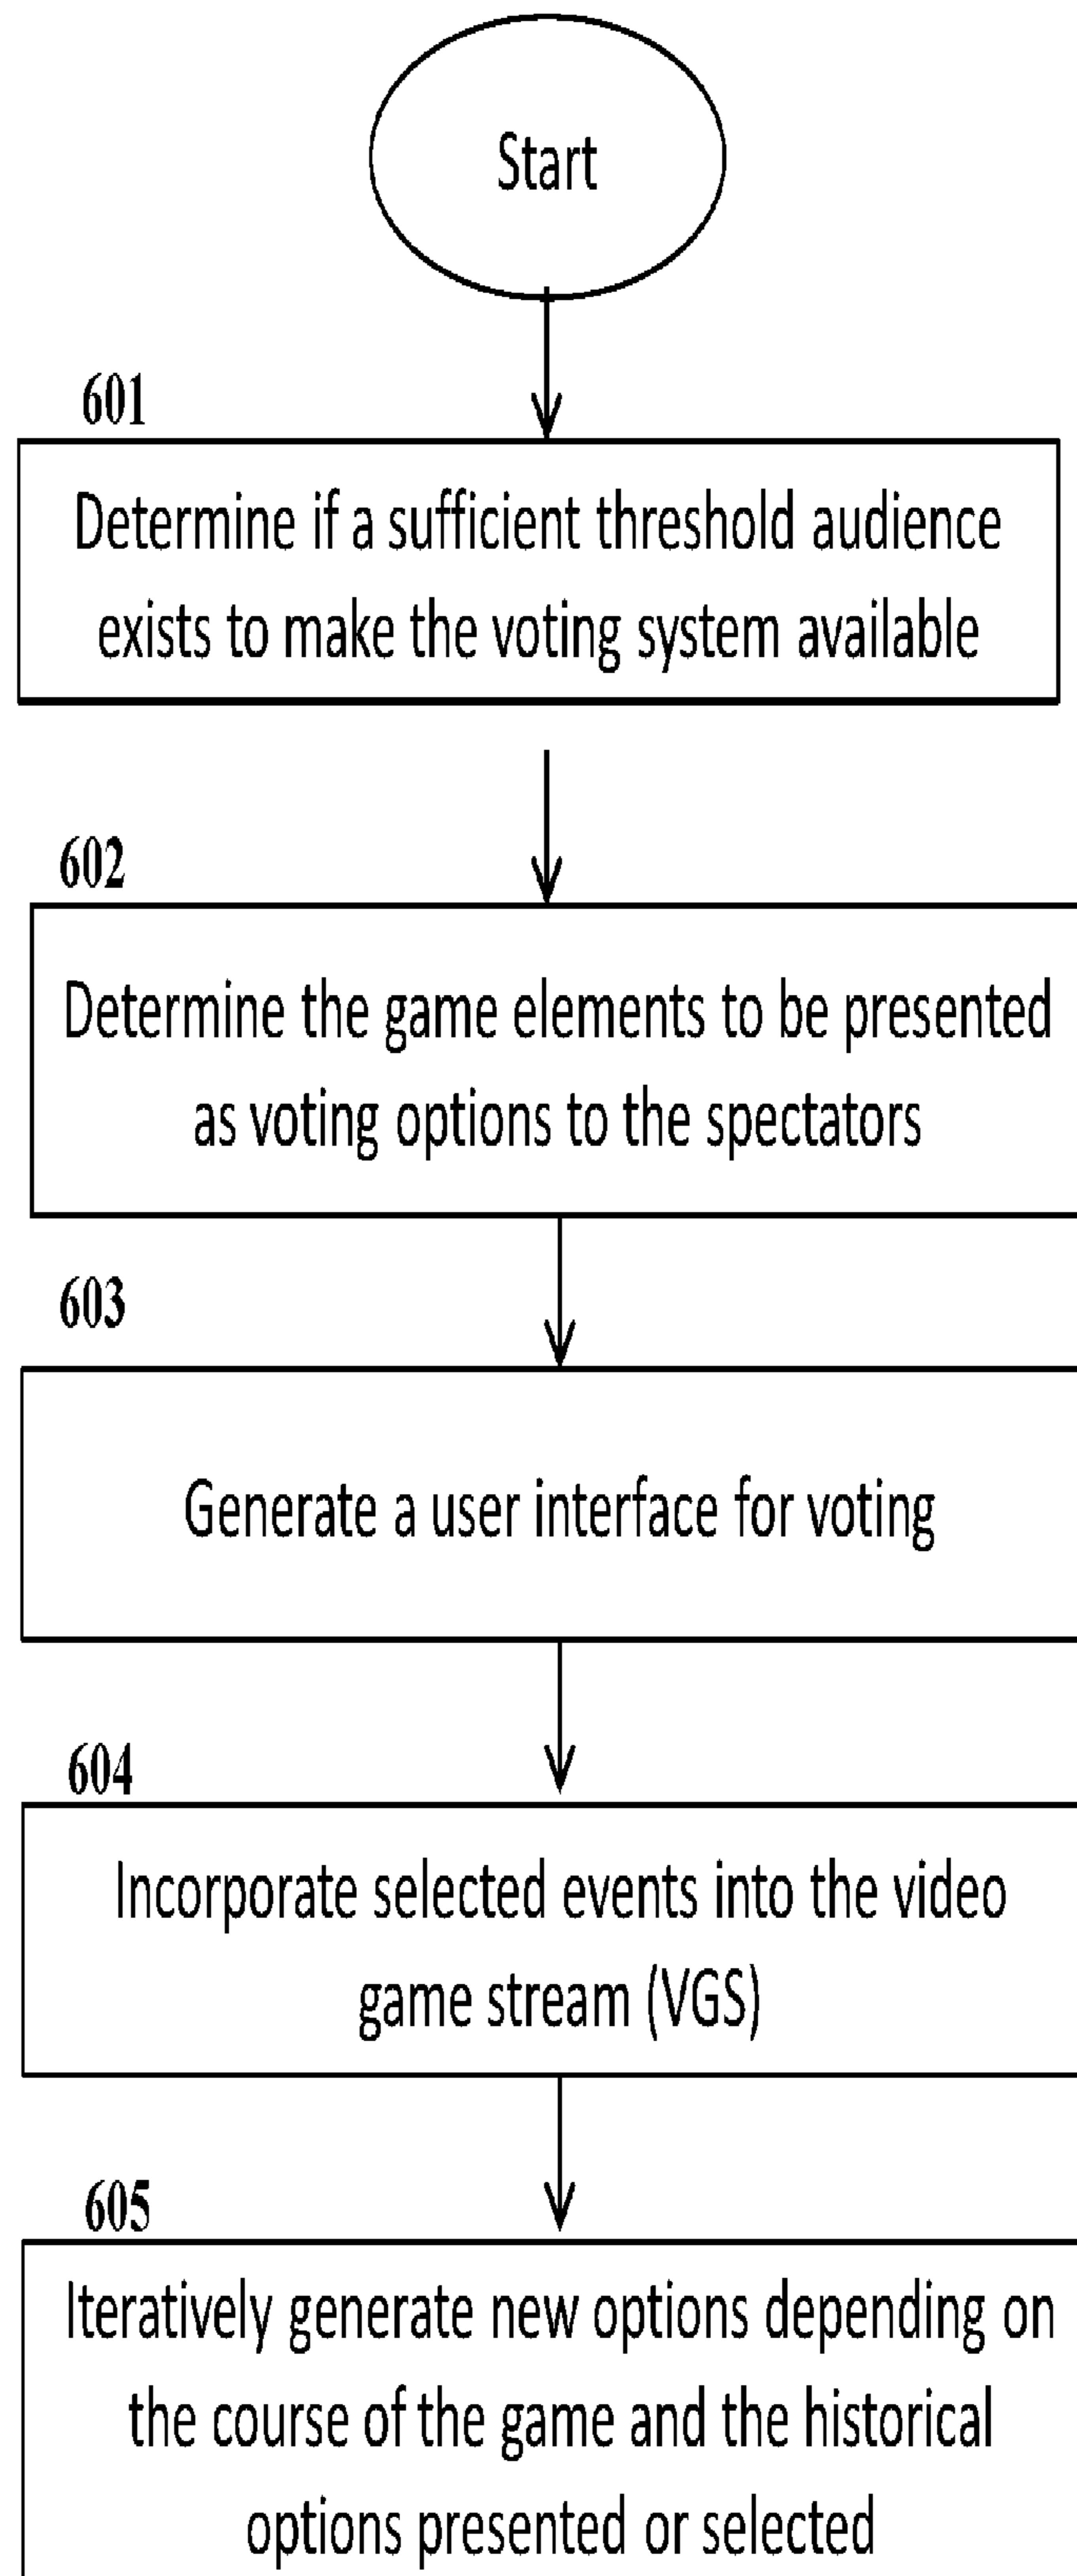 Start
601
Determine if a sufficient threshold audience
exists to make the voting system available
602
Determine the game elements to be presented
as voting options to the spectators
603
Generate a user interface for voting
604
Incorporate selected events into the video
game stream (VGS)
605
Iteratively generate new options depending on
the course of the game and the historical
options presented or selected